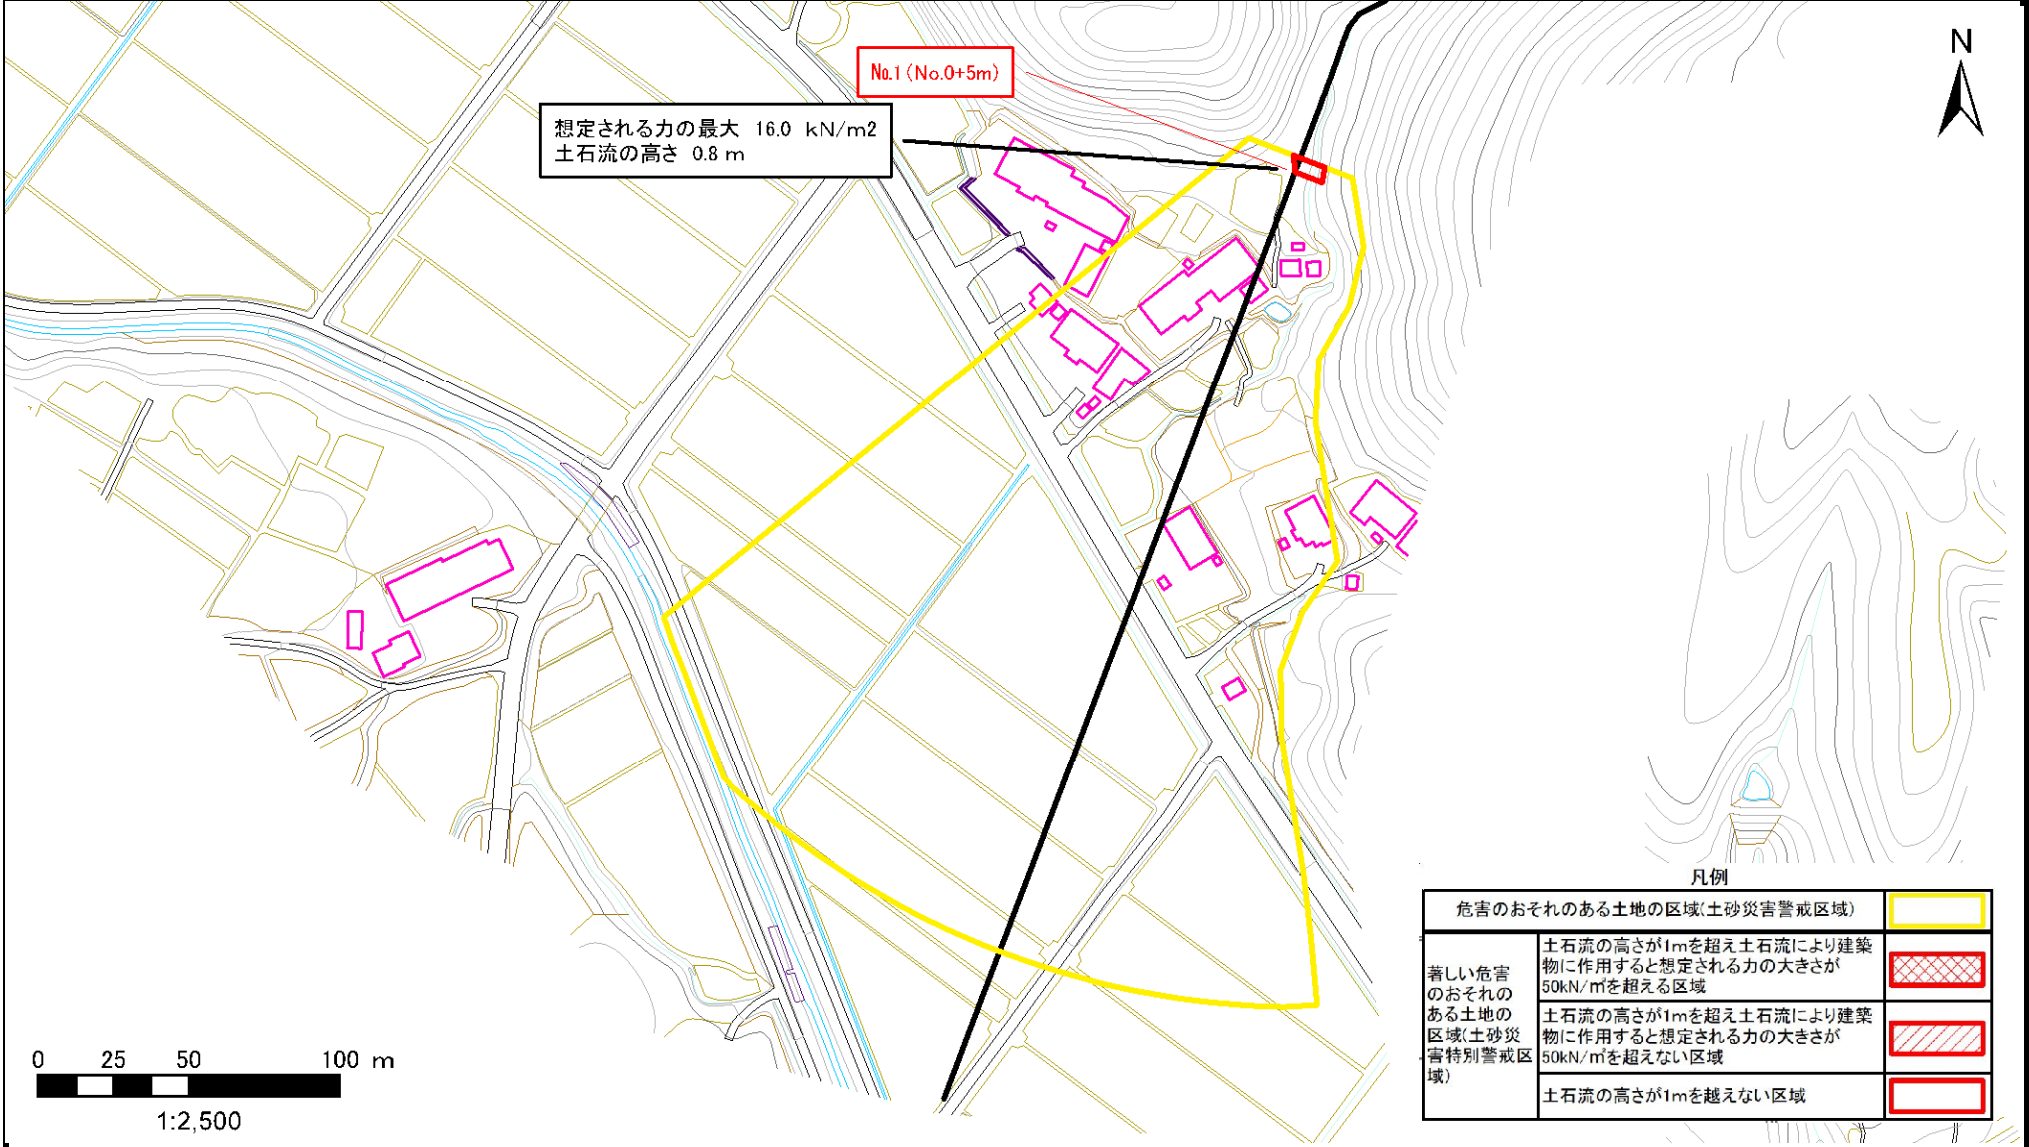 N
№1(No.0+5m)
想定される力の最大 16.0 kN/m2
土石流の高さ 0.8 m
0 25 50 100 m
1:2,500
凡例
危害のおそれのある土地の区域(土砂災害警戒区域)
著しい危害
のおそれの
ある土地の
区域(土砂災
害特別警戒区
域)
土石流の高さが1mを超え土石流により建築
物に作用すると想定される力の大きさが
50kN/㎡を超える区域
土石流の高さが1mを超え土石流により建築
物に作用すると想定される力の大きさが
50kN/㎡を超えない区域
土石流の高さが1mを越えない区域